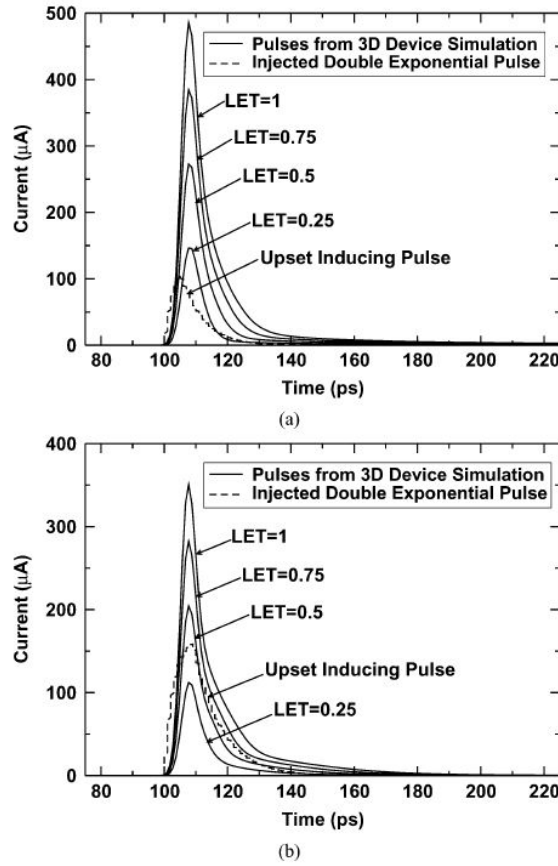 (a)
500
400
300
200
100
0
Current (µA)
Pulses from 3D Device Simulation
Injected Double Exponential Pulse
LET=1
LET=0.75
LET=0.5
LET=0.25
Upset Inducing Pulse
80 100 120 140 160 180 200 220
Time (ps)
(a)
400
300
200
100
0
Current (µA)
Pulses from 3D Device Simulation
Injected Double Exponential Pulse
LET=1
LET=0.75
LET=0.5
Upset Inducing Pulse
LET=0.25
80 100 120 140 160 180 200 220
Time (ps)
(b)